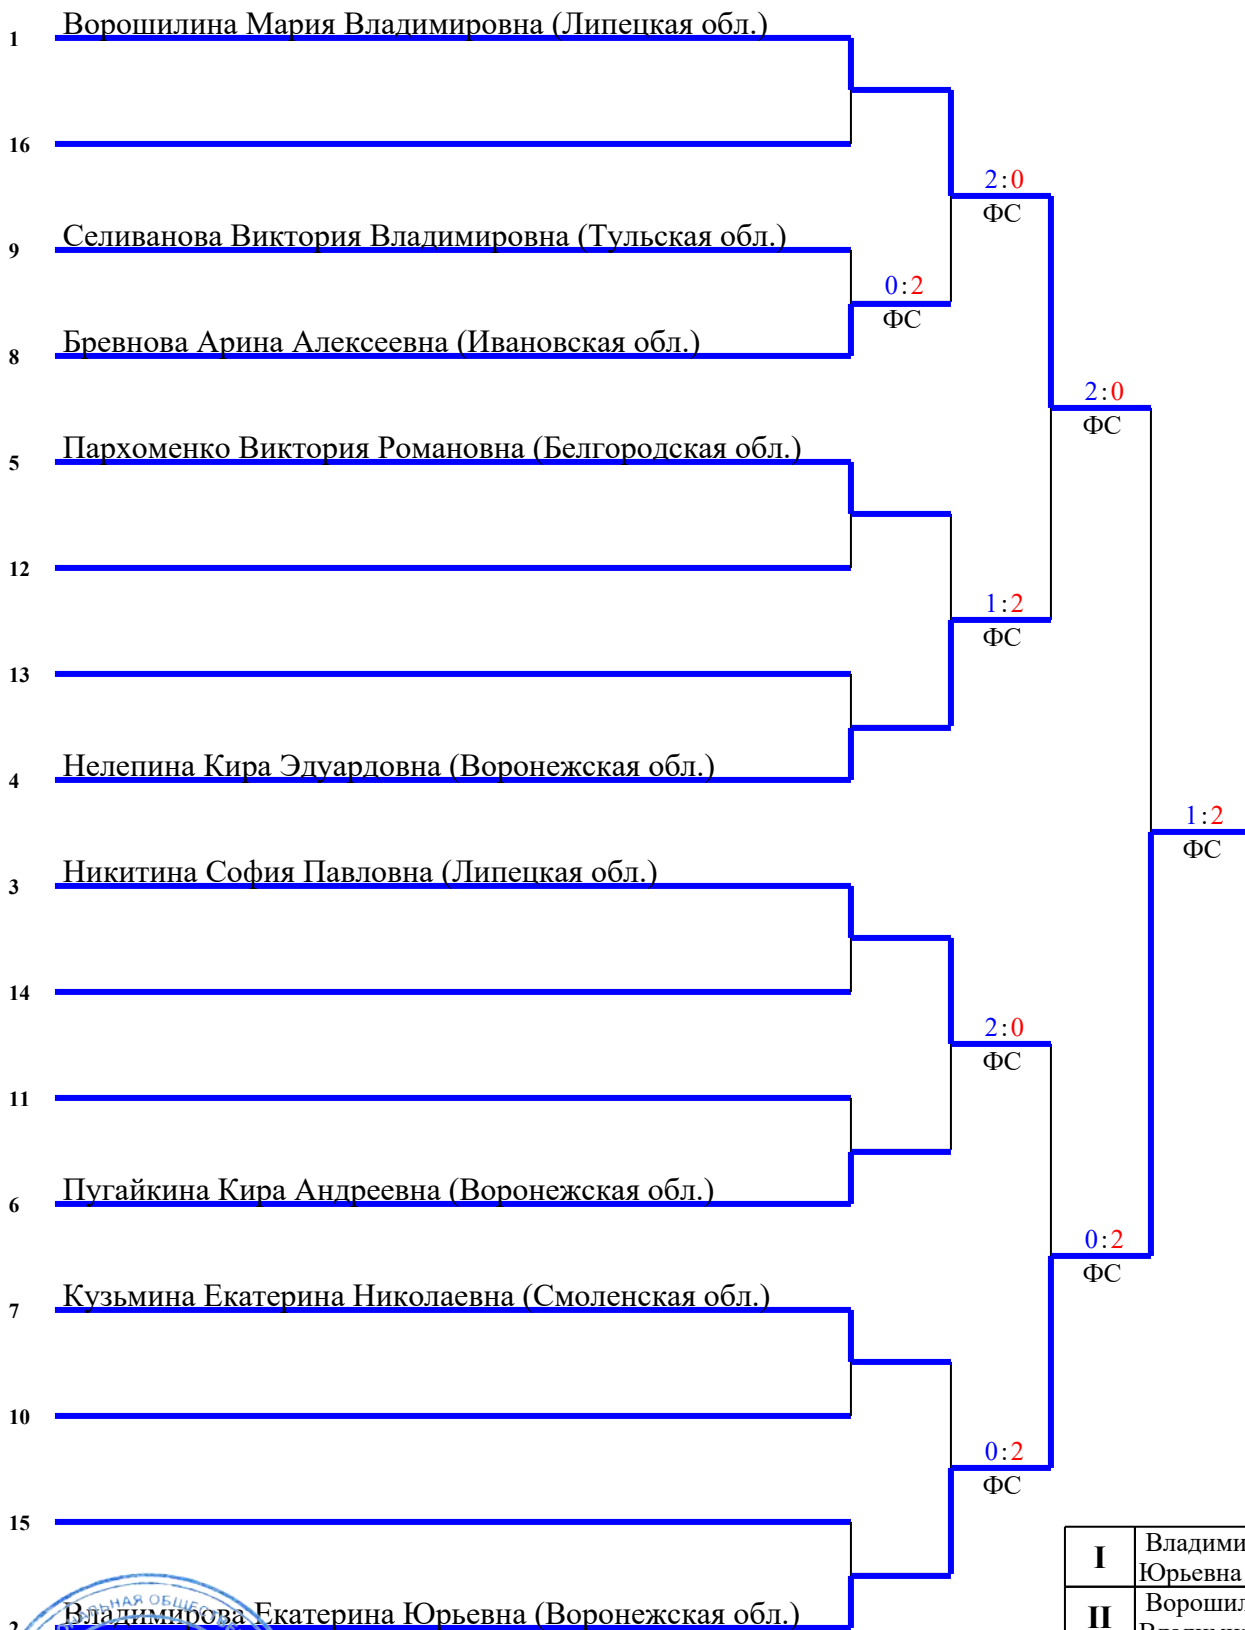 1 Ворошилина Мария Владимировна (Липецкая обл.)
16
2:0
ФС
9 Селиванова Виктория Владимировна (Тульская обл.)
0:2
ФС
8 Бревнова Арина Алексеевна (Ивановская обл.)
2:0
ФС
5 Пархоменко Виктория Романовна (Белгородская обл.)
12
1:2
ФС
13
4 Нелепина Кира Эдуардовна (Воронежская обл.)
1:2
ФС
3 Никитина София Павловна (Липецкая обл.)
14
2:0
ФС
11
6 Пугайкина Кира Андреевна (Воронежская обл.)
0:2
ФС
7 Кузьмина Екатерина Николаевна (Смоленская обл.)
10
0:2
ФС
15
I Владими
Юрьевна
2 Владимирова Екатерина Юрьевна (Воронежская обл.)
II Ворошил